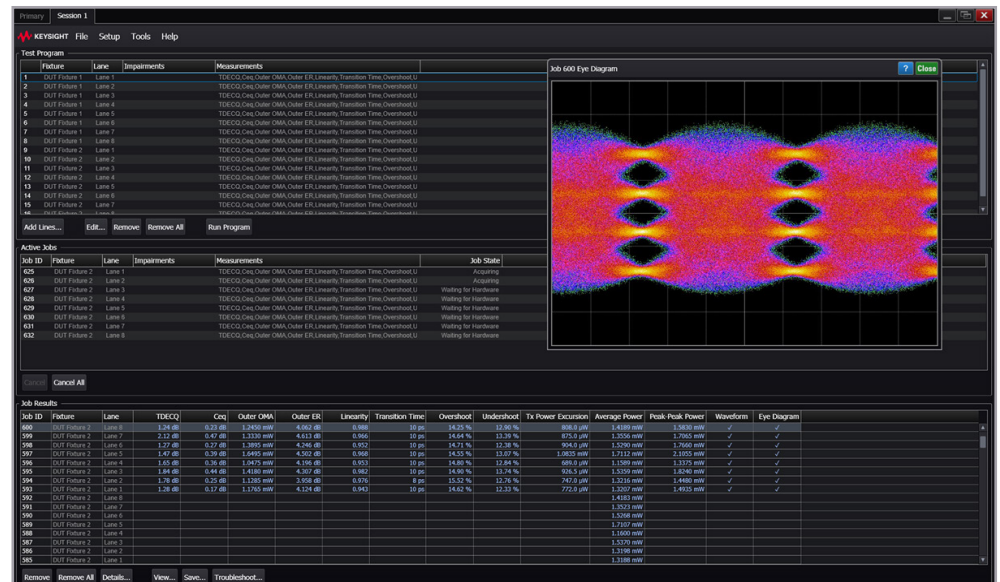 Primary Session 1
KEYSIGHT File Setup Tools Help
Test Program
Fixture Lane Impairments Measurements
1 DUT Fixture 1 Lane 1 TDECQ,Ceq,Outer OMA,Outer ER,Linearity,Transition Time,Overshoot,U
2 DUT Fixture 1 Lane 2 TDECQ,Ceq,Outer OMA,Outer ER,Linearity,Transition Time,Overshoot,U
3 DUT Fixture 1 Lane 3 TDECQ,Ceq,Outer OMA,Outer ER,Linearity,Transition Time,Overshoot,U
4 DUT Fixture 1 Lane 4 TDECQ,Ceq,Outer OMA,Outer ER,Linearity,Transition Time,Overshoot,U
5 DUT Fixture 1 Lane 5 TDECQ,Ceq,Outer OMA,Outer ER,Linearity,Transition Time,Overshoot,U
6 DUT Fixture 1 Lane 6 TDECQ,Ceq,Outer OMA,Outer ER,Linearity,Transition Time,Overshoot,U
7 DUT Fixture 1 Lane 7 TDECQ,Ceq,Outer OMA,Outer ER,Linearity,Transition Time,Overshoot,U
8 DUT Fixture 1 Lane 8 TDECQ,Ceq,Outer OMA,Outer ER,Linearity,Transition Time,Overshoot,U
9 DUT Fixture 2 Lane 1 TDECQ,Ceq,Outer OMA,Outer ER,Linearity,Transition Time,Overshoot,U
10 DUT Fixture 2 Lane 2 TDECQ,Ceq,Outer OMA,Outer ER,Linearity,Transition Time,Overshoot,U
11 DUT Fixture 2 Lane 3 TDECQ,Ceq,Outer OMA,Outer ER,Linearity,Transition Time,Overshoot,U
12 DUT Fixture 2 Lane 4 TDECQ,Ceq,Outer OMA,Outer ER,Linearity,Transition Time,Overshoot,U
13 DUT Fixture 2 Lane 5 TDECQ,Ceq,Outer OMA,Outer ER,Linearity,Transition Time,Overshoot,U
14 DUT Fixture 2 Lane 6 TDECQ,Ceq,Outer OMA,Outer ER,Linearity,Transition Time,Overshoot,U
15 DUT Fixture 2 Lane 7 TDECQ,Ceq,Outer OMA,Outer ER,Linearity,Transition Time,Overshoot,U
16 DUT Fixture 2 Lane 8 TDECQ,Ceq,Outer OMA,Outer ER,Linearity,Transition Time,Overshoot,U
Add Lines... Edit... Remove Remove All Run Program
Job 600 Eye Diagram ? Close
Active Jobs
Job ID Fixture Lane Impairments Measurements Job State
625 DUT Fixture 2 Lane 1 TDECQ,Ceq,Outer OMA,Outer ER,Linearity,Transition Time,Overshoot,U Acquiring
626 DUT Fixture 2 Lane 2 TDECQ,Ceq,Outer OMA,Outer ER,Linearity,Transition Time,Overshoot,U Acquiring
627 DUT Fixture 2 Lane 3 TDECQ,Ceq,Outer OMA,Outer ER,Linearity,Transition Time,Overshoot,U Waiting for Hardware
628 DUT Fixture 2 Lane 4 TDECQ,Ceq,Outer OMA,Outer ER,Linearity,Transition Time,Overshoot,U Waiting for Hardware
629 DUT Fixture 2 Lane 5 TDECQ,Ceq,Outer OMA,Outer ER,Linearity,Transition Time,Overshoot,U Waiting for Hardware
630 DUT Fixture 2 Lane 6 TDECQ,Ceq,Outer OMA,Outer ER,Linearity,Transition Time,Overshoot,U Waiting for Hardware
631 DUT Fixture 2 Lane 7 TDECQ,Ceq,Outer OMA,Outer ER,Linearity,Transition Time,Overshoot,U Waiting for Hardware
632 DUT Fixture 2 Lane 8 TDECQ,Ceq,Outer OMA,Outer ER,Linearity,Transition Time,Overshoot,U Waiting for Hardware
Cancel Cancel All
Job Results
Job ID Fixture Lane TDECQ Ceq Outer OMA Outer ER Linearity Transition Time Overshoot Undershoot Tx Power Excursion Average Power Peak-Peak Power Waveform Eye Diagram
600 DUT Fixture 2 Lane 8 1.24 dB 0.23 dB 1.2450 mW 4.062 dB 0.988 10 ps 14.25 % 12.90 % 808.0 µW 1.4189 mW 1.5830 mW ✓ ✓
599 DUT Fixture 2 Lane 7 2.12 dB 0.47 dB 1.3330 mW 4.613 dB 0.966 10 ps 14.64 % 13.39 % 875.0 µW 1.3556 mW 1.7065 mW ✓ ✓
598 DUT Fixture 2 Lane 6 1.27 dB 0.27 dB 1.3895 mW 4.246 dB 0.952 10 ps 14.71 % 12.38 % 904.0 µW 1.5290 mW 1.7660 mW ✓ ✓
597 DUT Fixture 2 Lane 5 1.47 dB 0.39 dB 1.6495 mW 4.502 dB 0.968 10 ps 14.55 % 13.07 % 1.0835 mW 1.7112 mW 2.1055 mW ✓ ✓
596 DUT Fixture 2 Lane 4 1.65 dB 0.36 dB 1.0475 mW 4.196 dB 0.953 10 ps 14.80 % 12.84 % 689.0 µW 1.1589 mW 1.3375 mW ✓ ✓
595 DUT Fixture 2 Lane 3 1.84 dB 0.44 dB 1.4180 mW 4.307 dB 0.982 10 ps 14.90 % 13.74 % 926.5 µW 1.5359 mW 1.8240 mW ✓ ✓
594 DUT Fixture 2 Lane 2 1.78 dB 0.25 dB 1.1285 mW 3.958 dB 0.976 8 ps 15.52 % 12.76 % 747.0 µW 1.3216 mW 1.4480 mW ✓ ✓
593 DUT Fixture 2 Lane 1 1.28 dB 0.17 dB 1.1765 mW 4.124 dB 0.943 10 ps 14.62 % 12.33 % 772.0 µW 1.3207 mW 1.4935 mW ✓ ✓
592 DUT Fixture 2 Lane 8 1.4183 mW
591 DUT Fixture 2 Lane 7 1.3523 mW
590 DUT Fixture 2 Lane 6 1.5268 mW
589 DUT Fixture 2 Lane 5 1.7107 mW
588 DUT Fixture 2 Lane 4 1.1600 mW
587 DUT Fixture 2 Lane 3 1.5370 mW
586 DUT Fixture 2 Lane 2 1.3198 mW
585 DUT Fixture 2 Lane 1 1.3188 mW
Remove Remove All Details... View... Save... Troubleshoot...